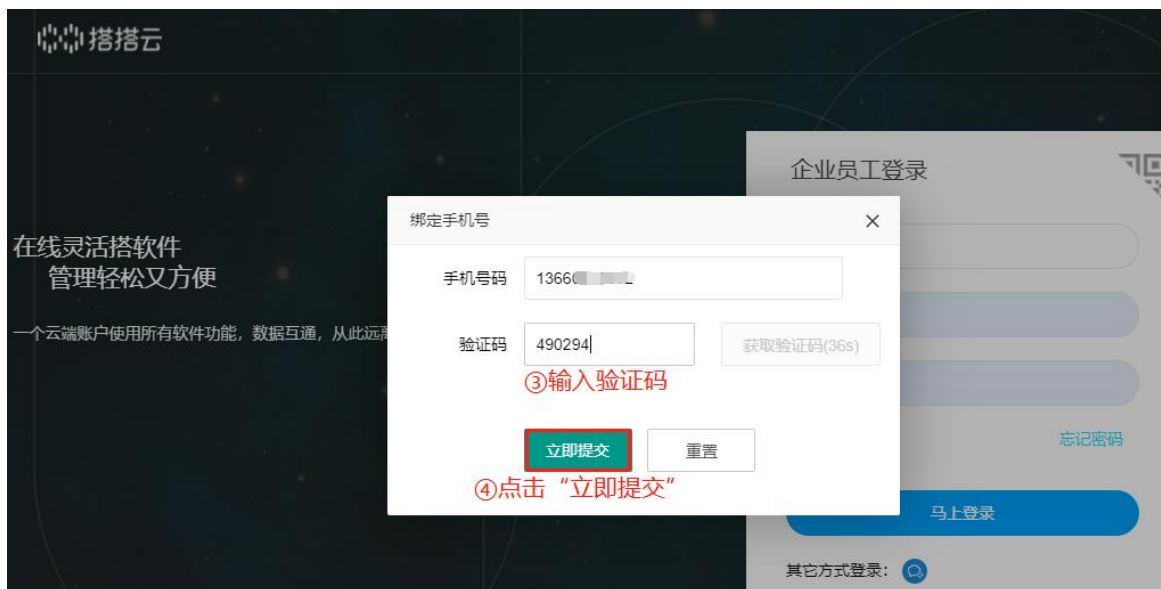 搭搭云
企业员工登录
绑定手机号
在线灵活搭软件
管理轻松又方便
手机号码 1366
一个云端账户使用所有软件功能，数据互通，从此远
验证码 490294 获取验证码(36s)
③输入验证码
忘记密码
立即提交 重置
④点击“立即提交”
马上登录
其它方式登录：